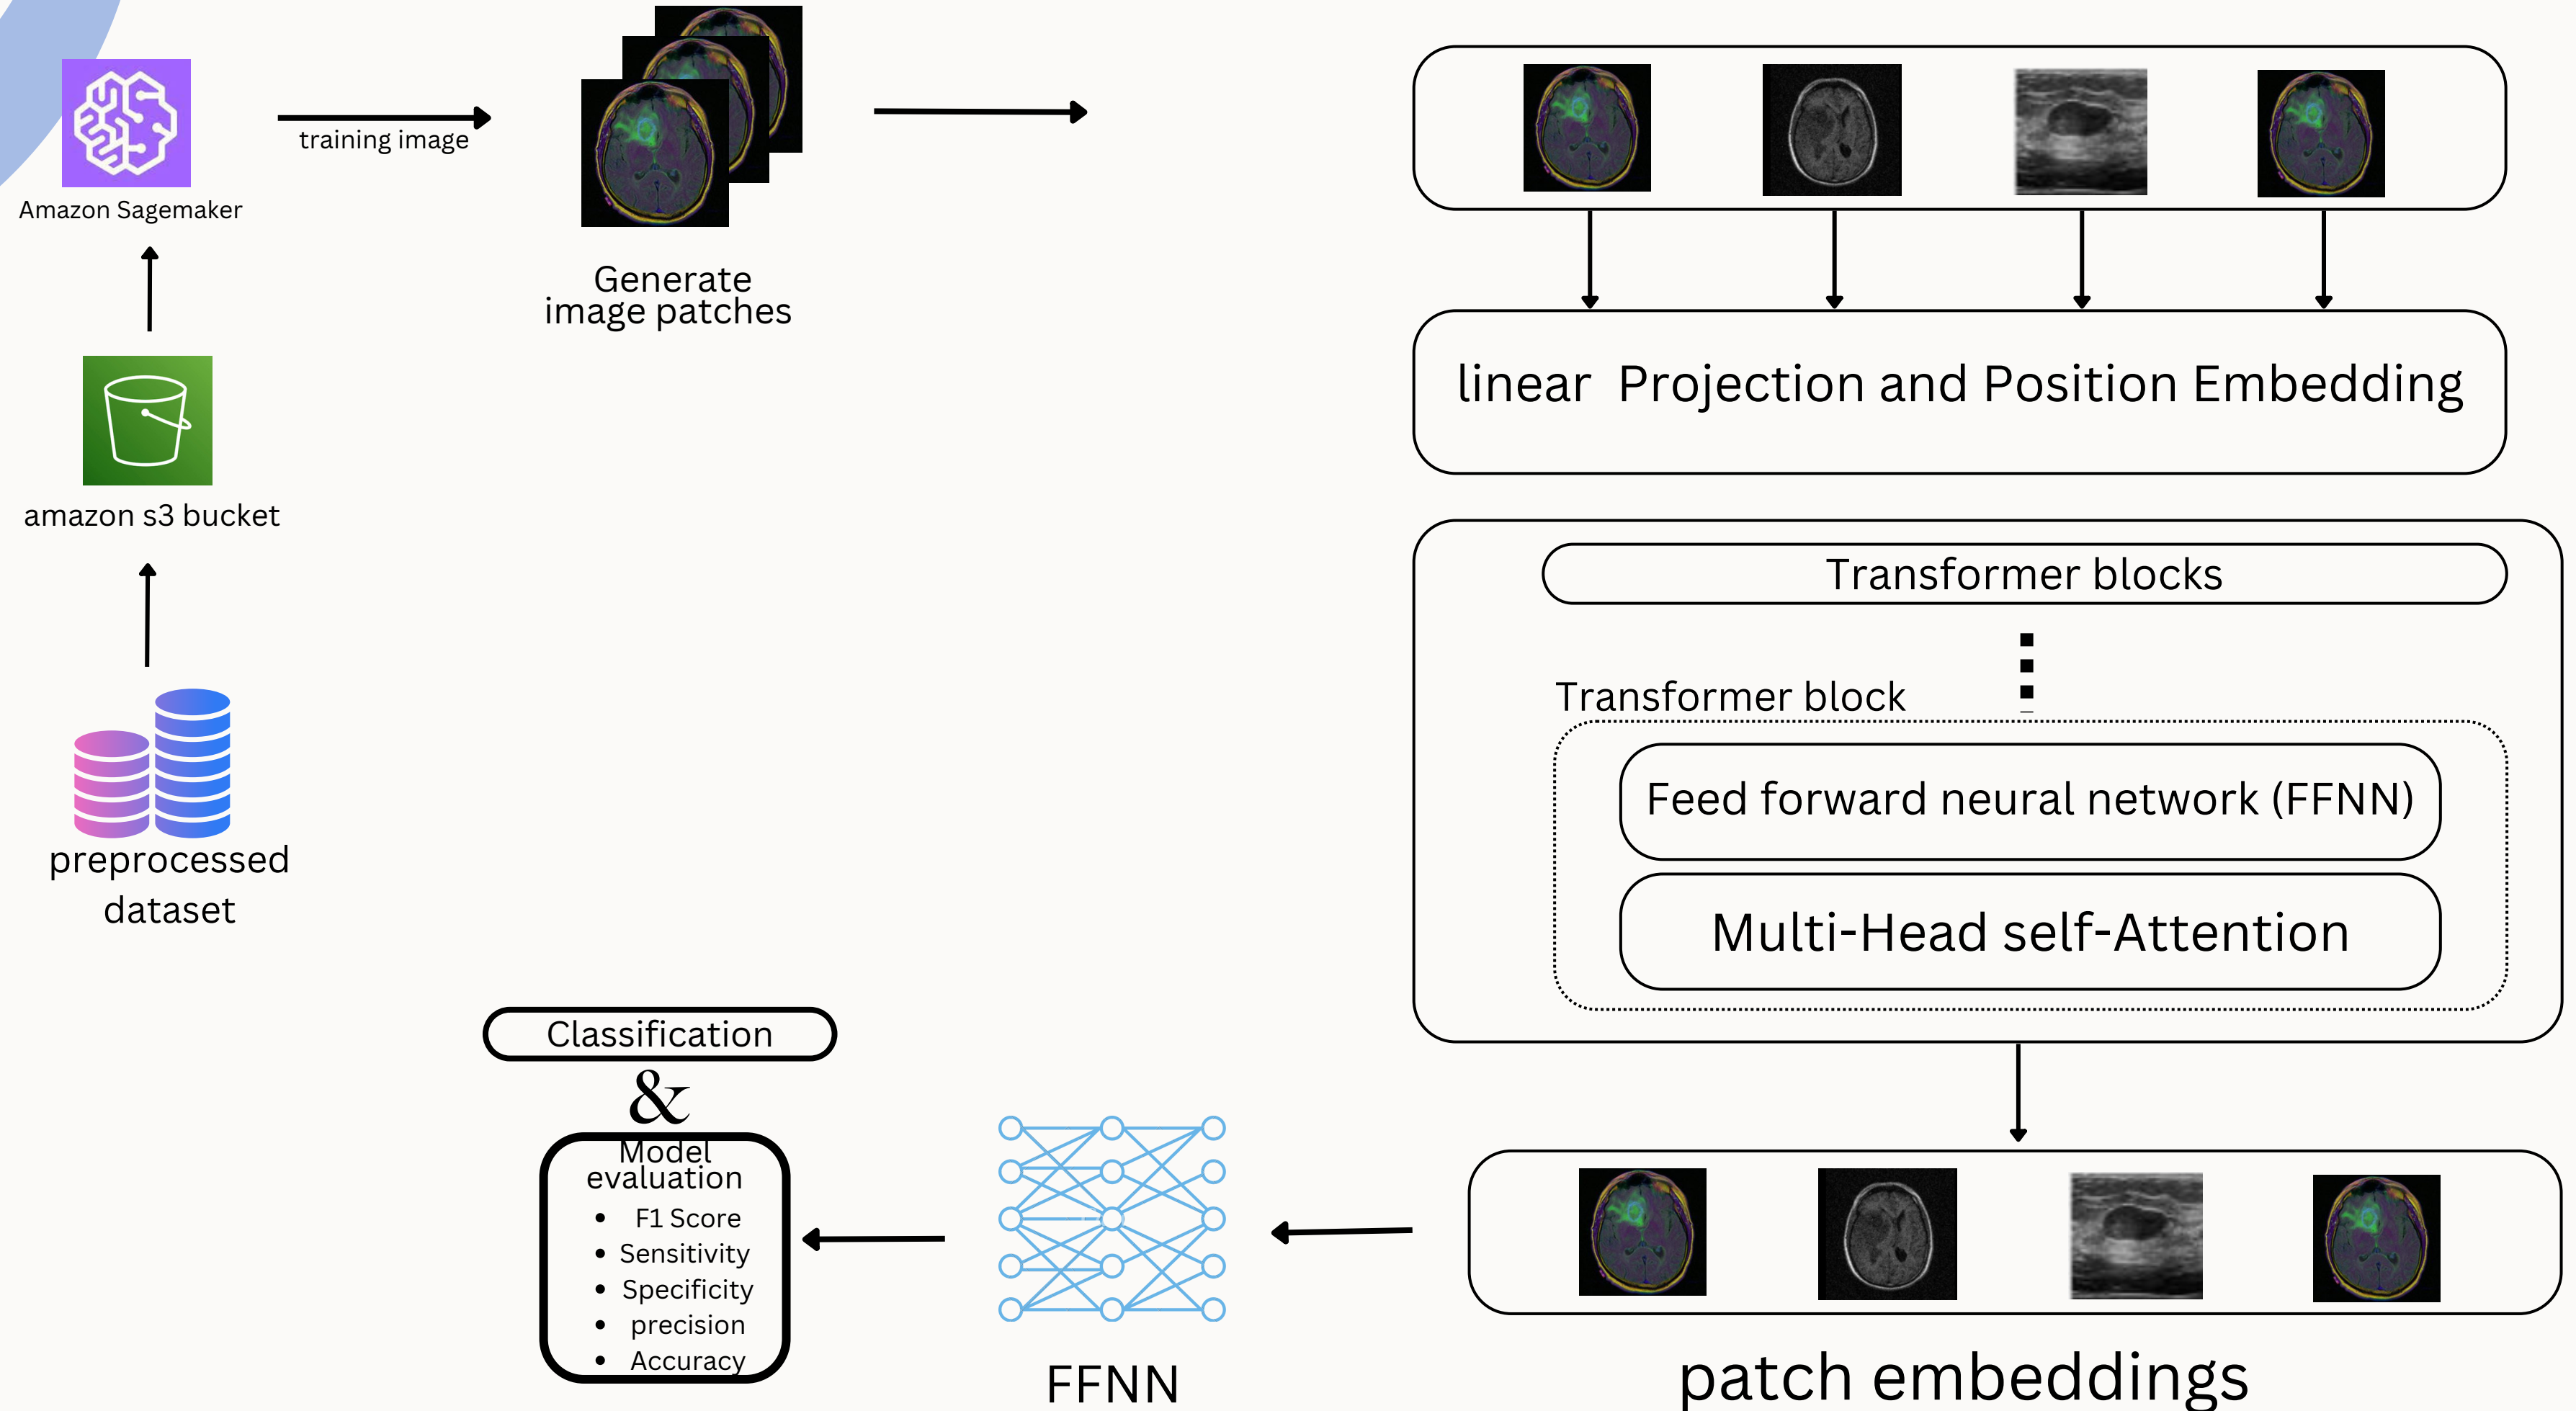 Amazon Sagemaker
training image
Generate
image patches
amazon s3 bucket
preprocessed
dataset
linear Projection and Position Embedding
Transformer blocks
Transformer block
Feed forward neural network (FFNN)
Multi-Head self-Attention
patch embeddings
FFNN
Classification
&
Model
evaluation
• F1 Score
• Sensitivity
• Specificity
• precision
• Accuracy